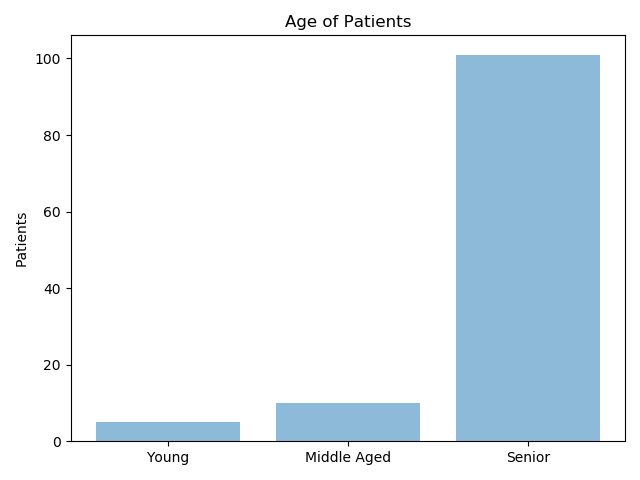 Age of Patients
100
80
60
40
20
0
Patients
Young
Middle Aged
Senior